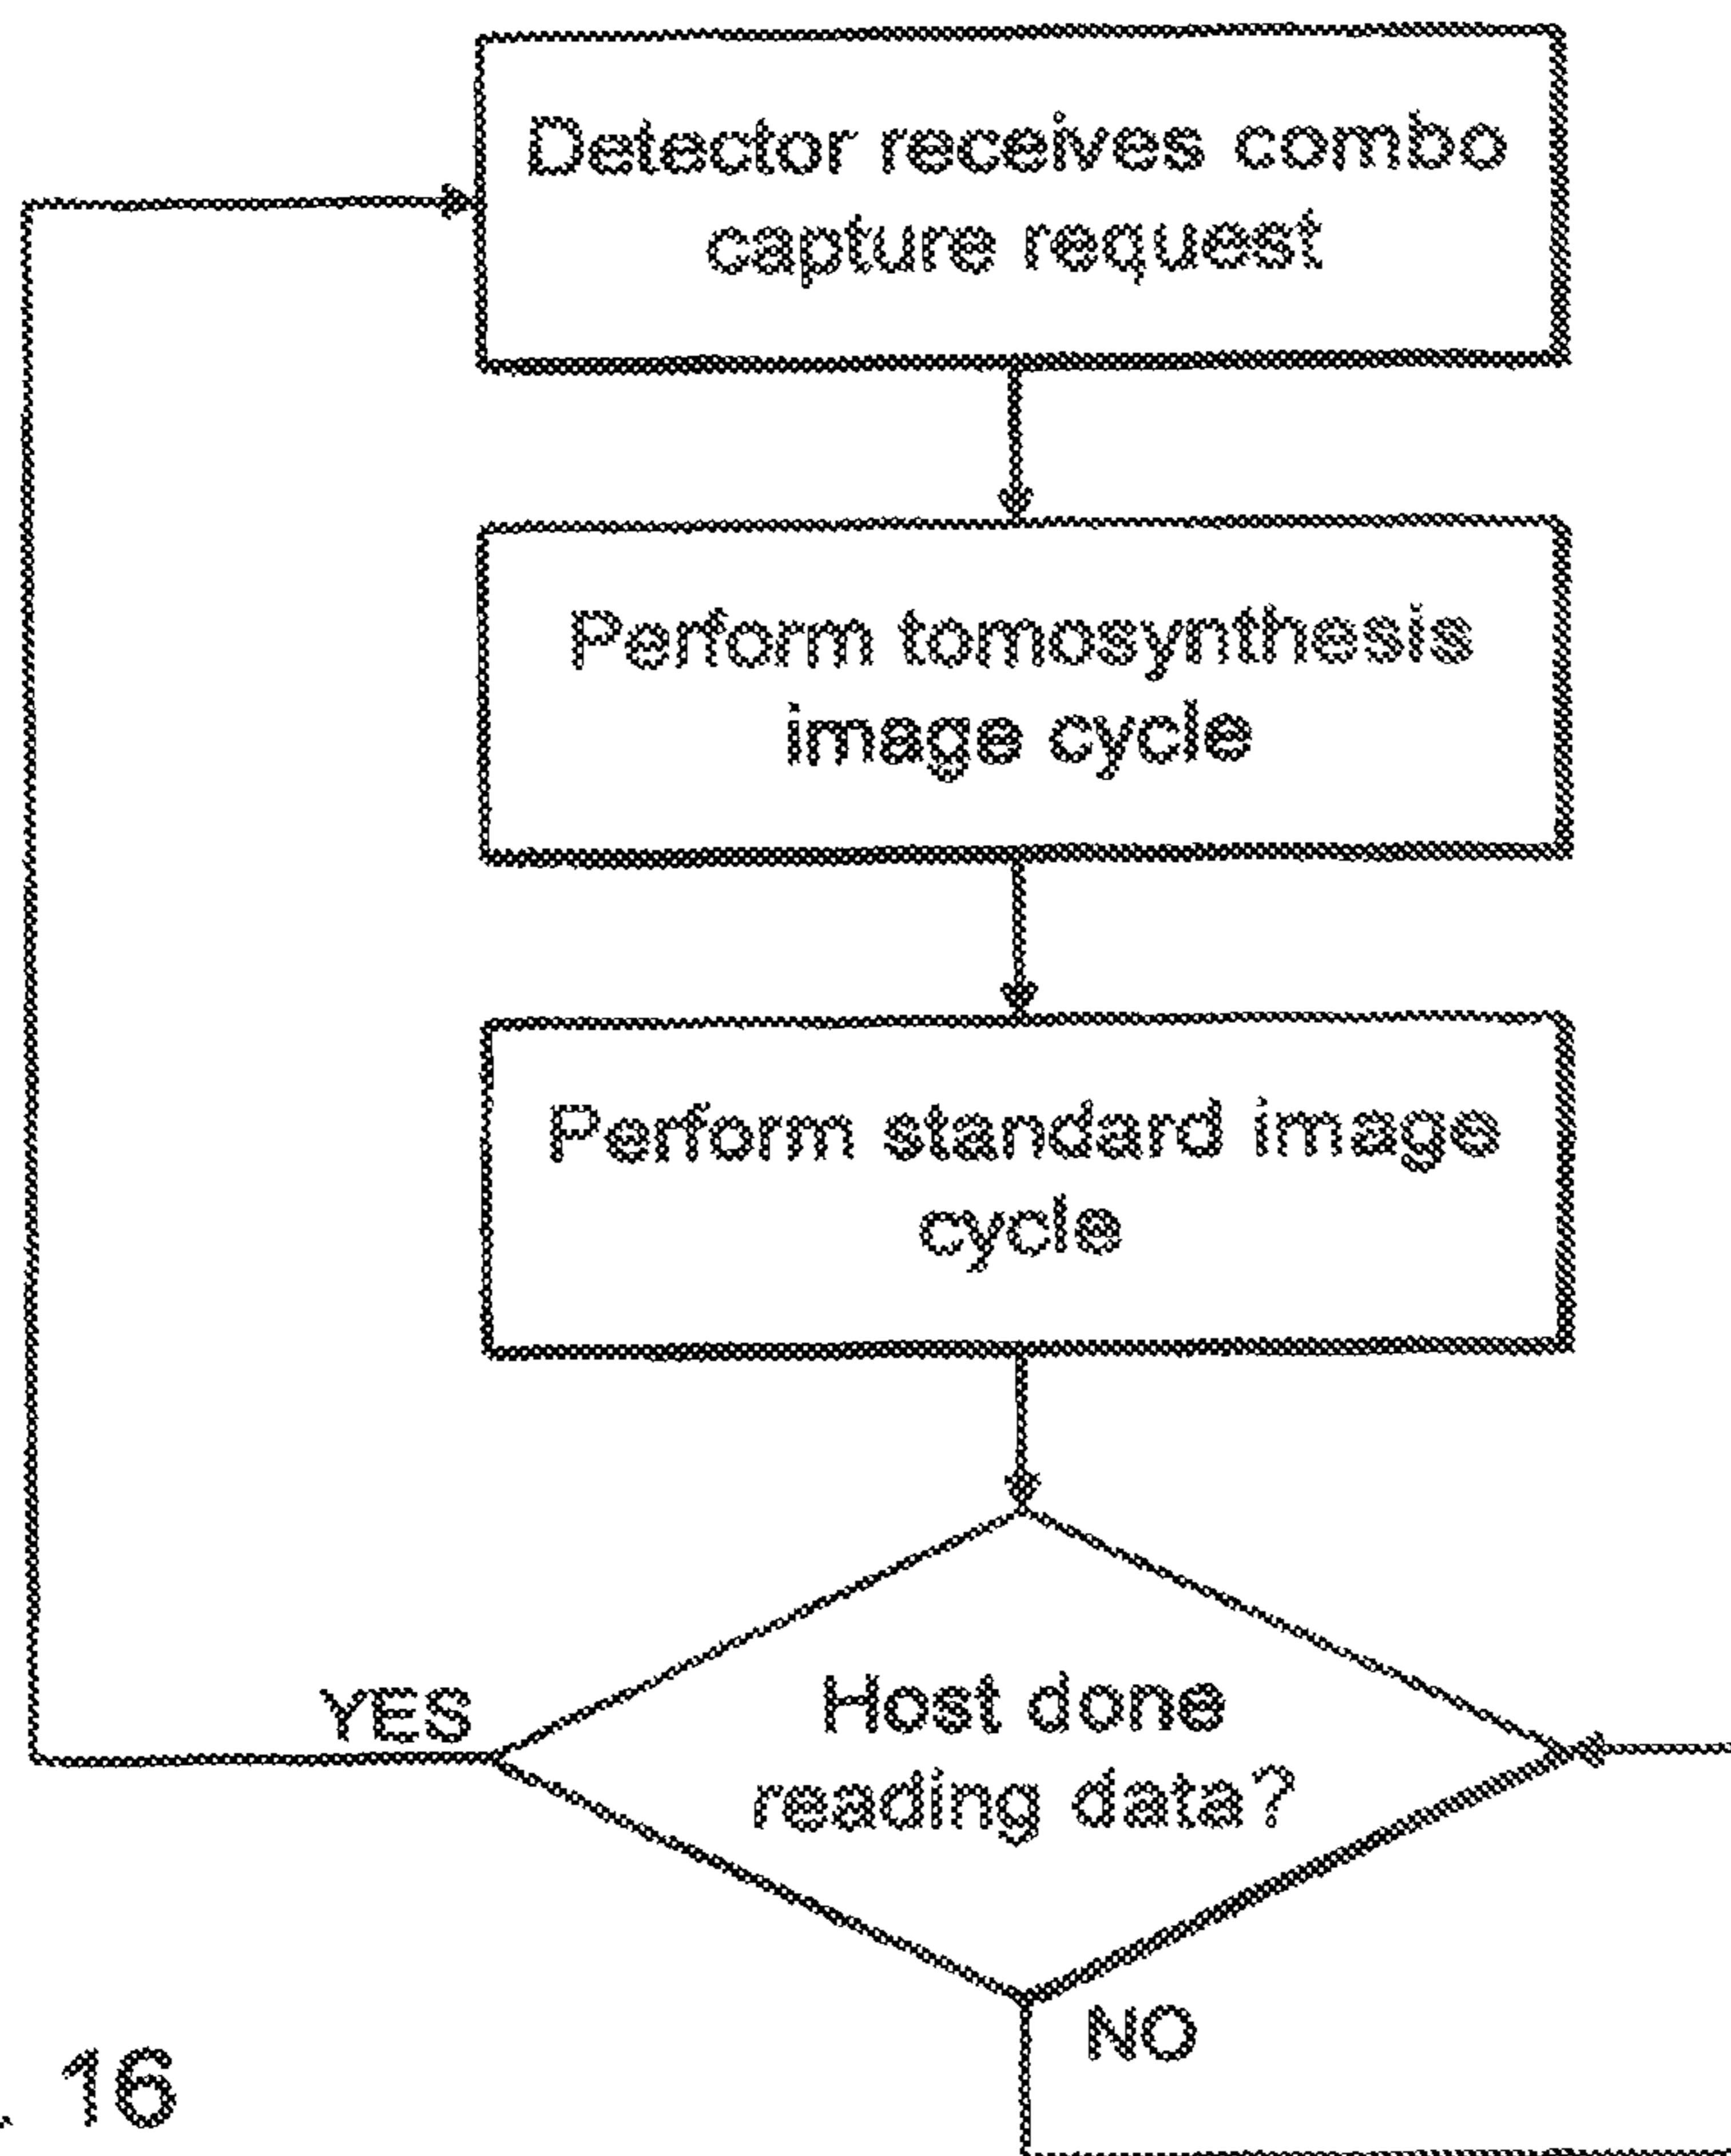 Detector receives combo
capture request
Perform tomosynthesis
image cycle
Perform standard image
cycle
YES
Host done
reading data?
NO
16